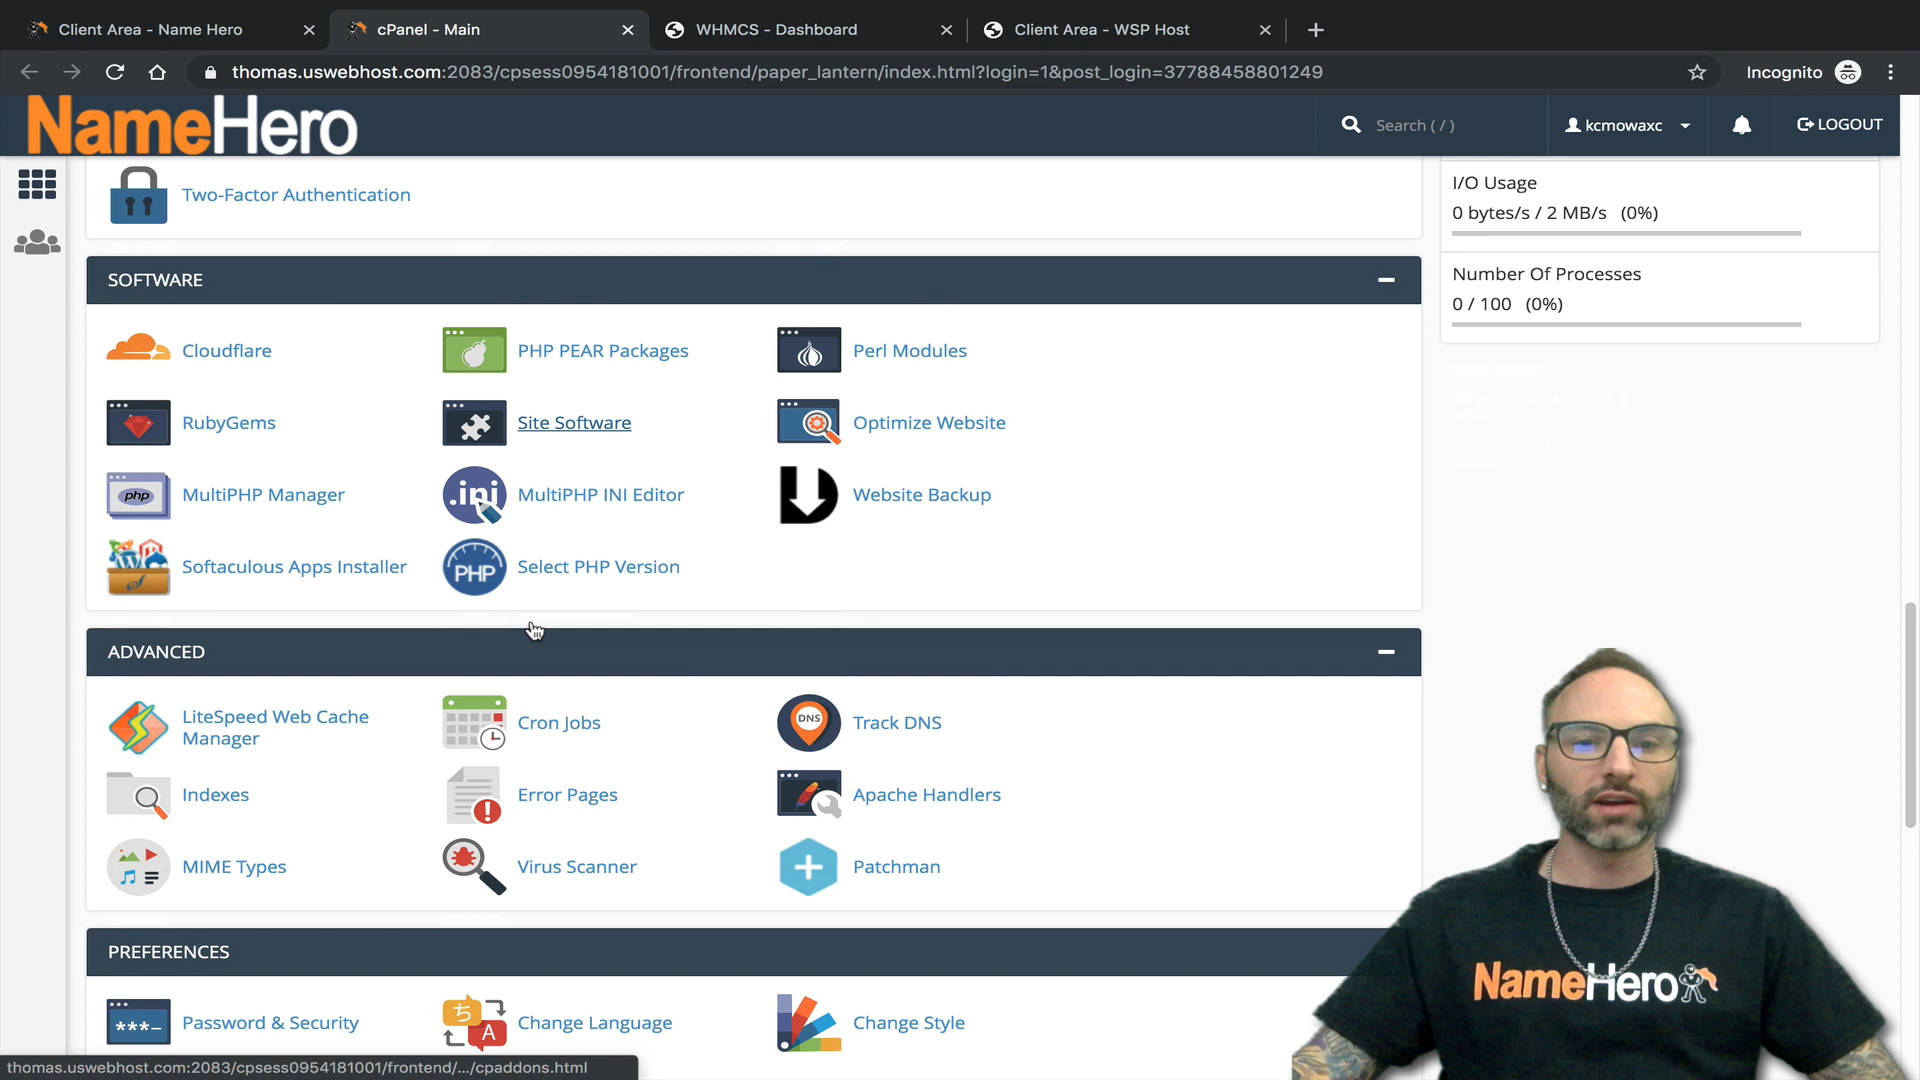 Client Area - Name Hero
cPanel - Main
WHMCS - Dashboard
Client Area - WSP Host
thomas.uswebhost.com:2083/cpsess0954181001/frontend/paper_lantern/index.html?login=1&post_login=37788458801249
Incognito
NameHero
Search ( / )
kcmowaxc
LOGOUT
Two-Factor Authentication
I/O Usage
0 bytes/s / 2 MB/s (0%)
Number Of Processes
0 / 100 (0%)
SOFTWARE
Cloudflare
PHP PEAR Packages
Perl Modules
RubyGems
Site Software
Optimize Website
php
MultiPHP Manager
.ini
MultiPHP INI Editor
Website Backup
Softaculous Apps Installer
PHP
Select PHP Version
ADVANCED
LiteSpeed Web Cache
Manager
Cron Jobs
DNS
Track DNS
Indexes
Error Pages
Apache Handlers
MIME Types
Virus Scanner
Patchman
PREFERENCES
***_
Password & Security
ち
A
Change Language
Change Style
NameHero
thomas.uswebhost.com:2083/cpsess0954181001/frontend/.../cpaddons.html